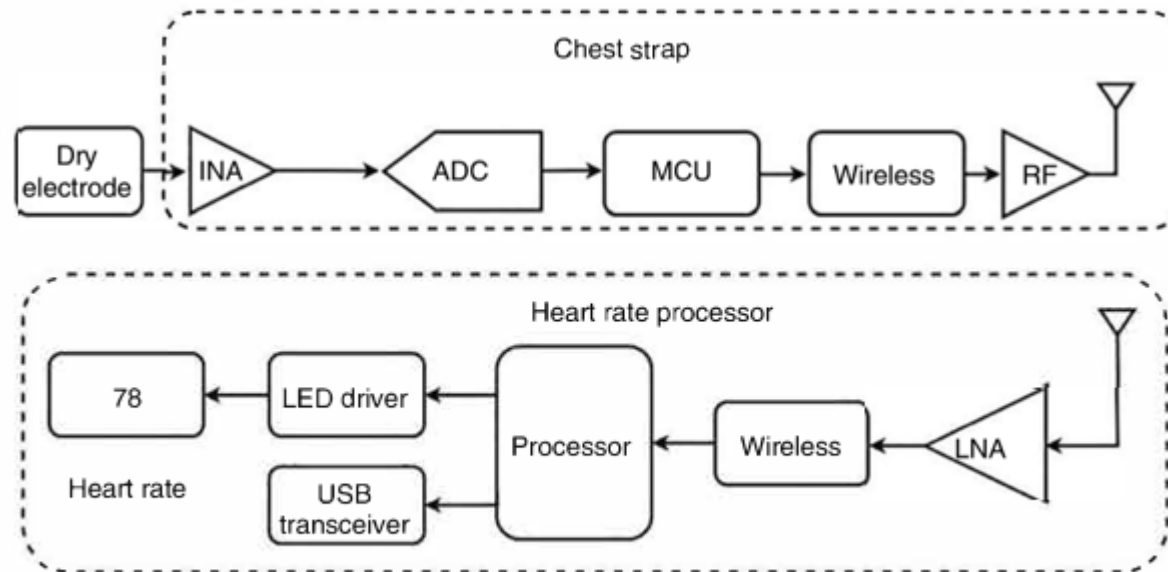 Chest strap
Dry
electrode
INA
ADC
MCU
Wireless
RF
Heart rate processor
78
LED driver
Processor
Wireless
LNA
Heart rate
USB
transceiver